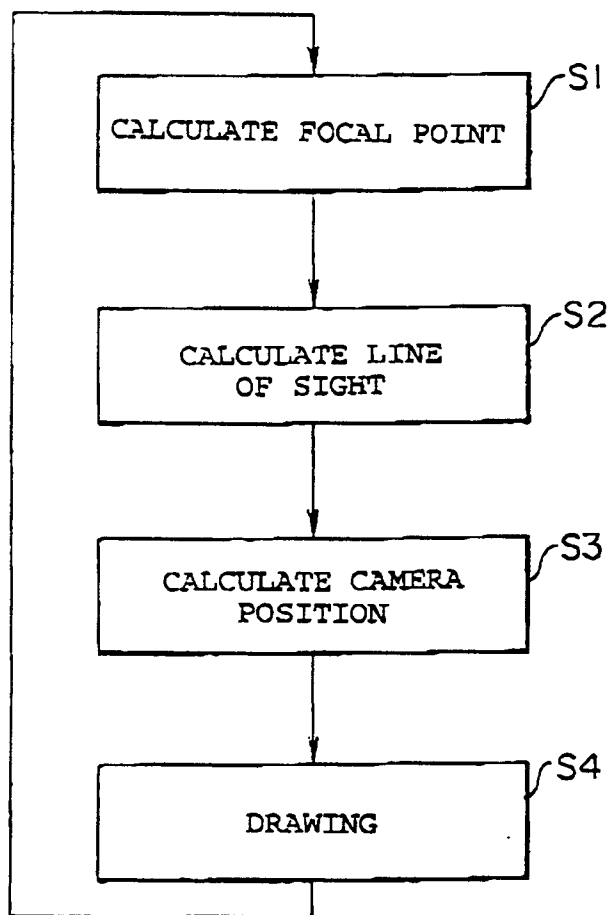 S1
CALCULATE FOCAL POINT
S2
CALCULATE LINE
OF SIGHT
S3
CALCULATE CAMERA
POSITION
S4
DRAWING